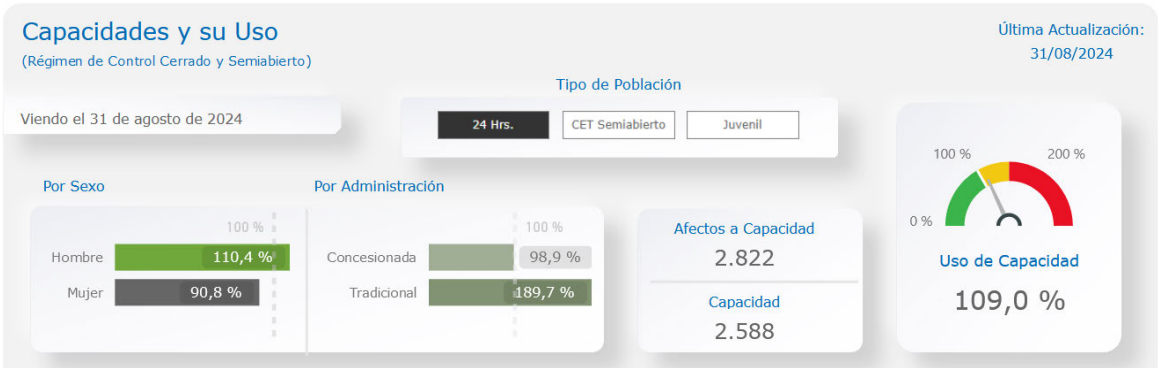 Capacidades y su Uso
(Régimen de Control Cerrado y Semiabierto)
Última Actualización:
31/08/2024
Viendo el 31 de agosto de 2024
Tipo de Población
24 Hrs.
CET Semiabierto
Juvenil
Por Sexo
100 %
Hombre
110,4 %
Mujer
90,8 %
Por Administración
100 %
Concesionada
98,9 %
Tradicional
189,7 %
Afectos a Capacidad
2.822
Capacidad
2.588
0 %
100 %
200 %
Uso de Capacidad
109,0 %